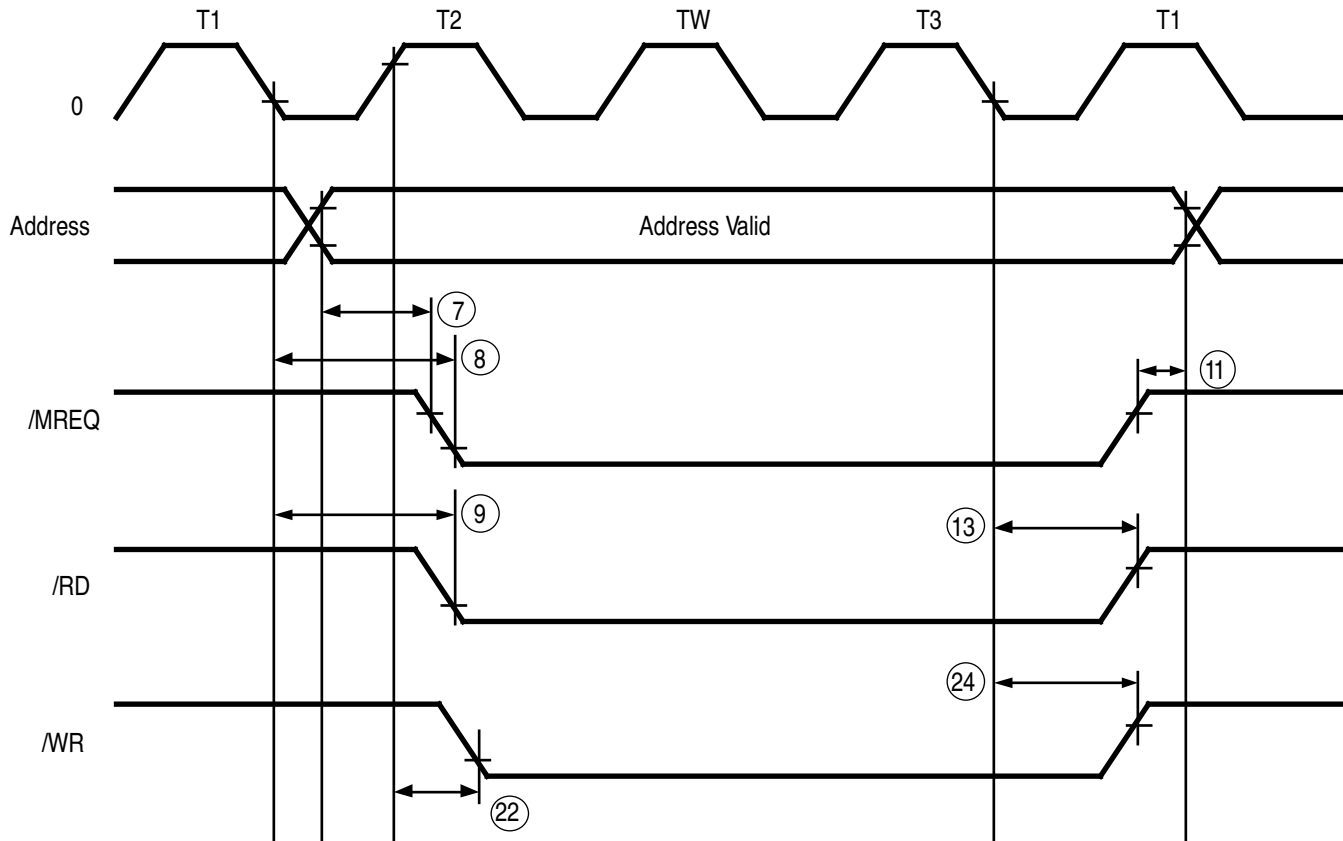 T1 T2 TW T3 T1
0
Address Address Valid
7
8
11
/MREQ
9
13
/RD
24
/WR
22